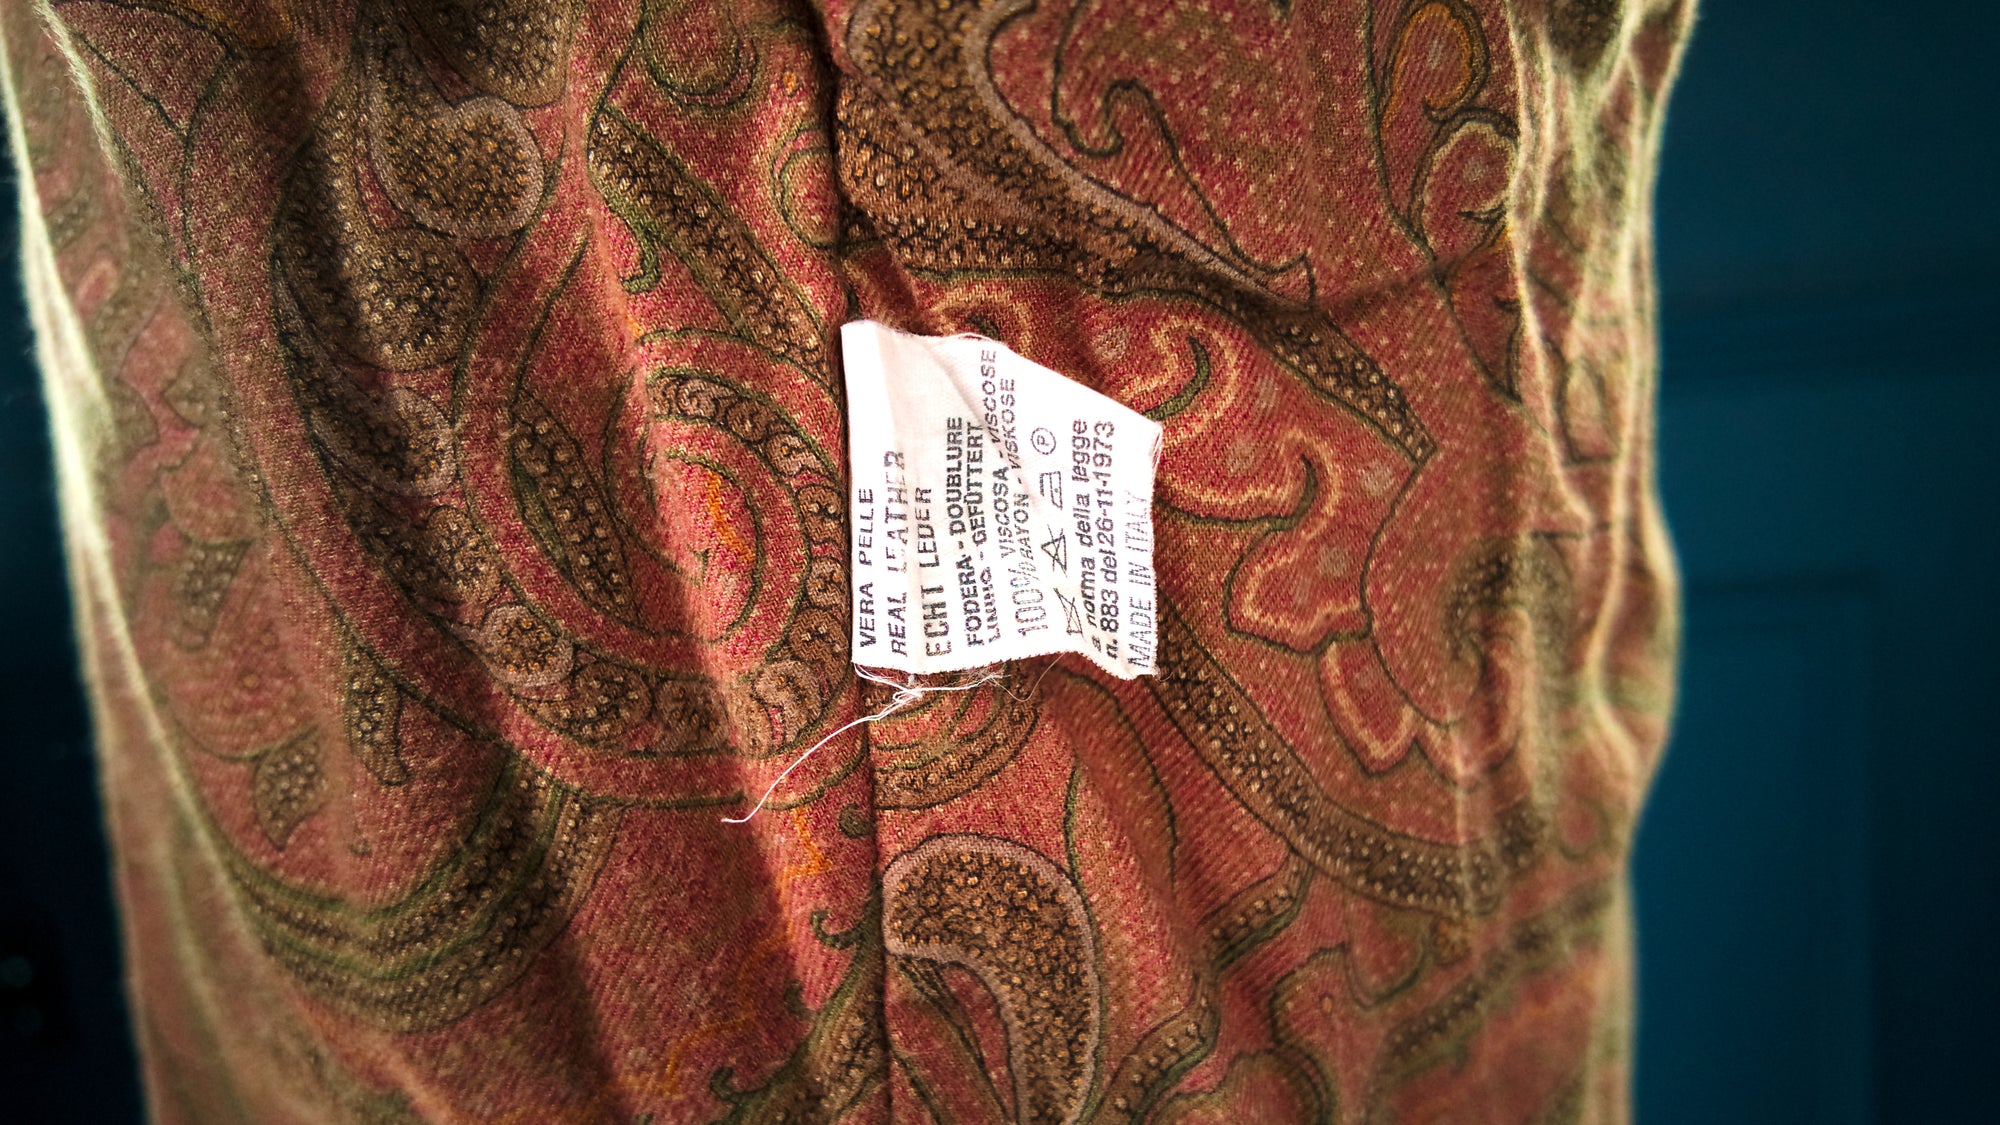 VERA PELLE
REAL LEATHER
ECHT LEDER
FODERA - DOUBLURE
LINING - GEFÜTTERT
VISCOSA - VISCOSE
100% RAYON - VISKOSE
P
a norma della legge
n. 883 del 26-11-1973
MADE IN ITALY